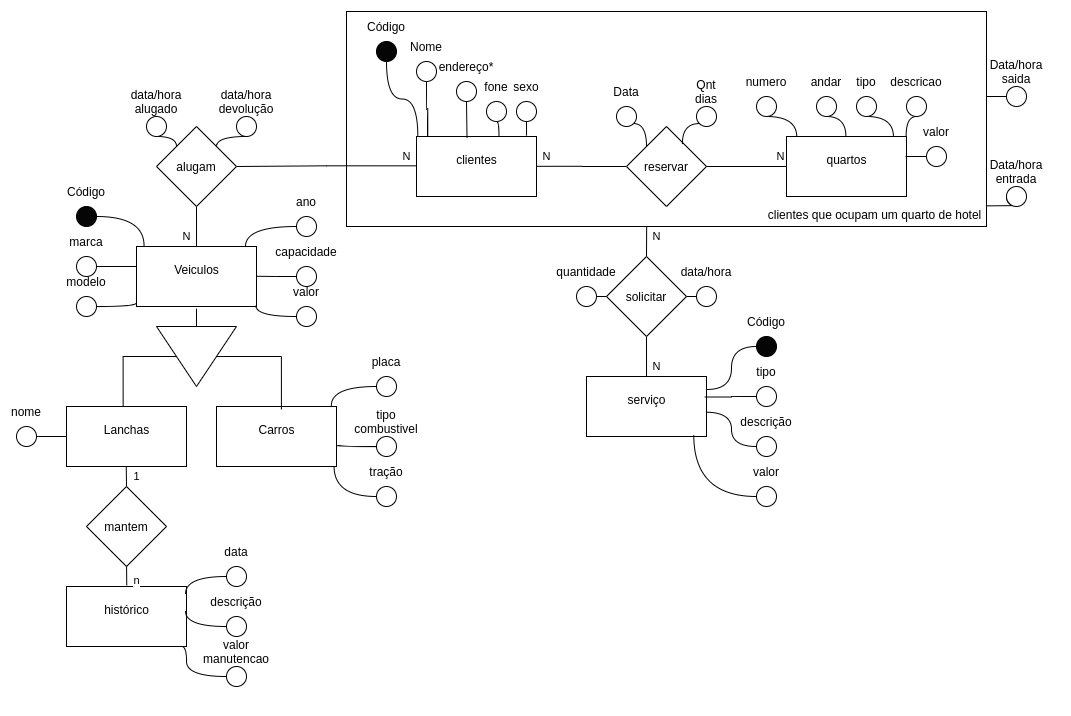 Código
Nome
endereço*
fone
sexo
Data
Qnt
dias
numero
andar
tipo
descricao
valor
Data/hora
saida
Data/hora
entrada
data/hora
alugado
data/hora
devolução
alugam
N
clientes
N
reservar
N
quartos
clientes que ocupam um quarto de hotel
Código
marca
modelo
N
Veiculos
ano
capacidade
valor
N
quantidade
data/hora
solicitar
N
serviço
Código
tipo
descrição
valor
nome
Lanchas
Carros
placa
tipo
combustivel
tração
1
mantem
n
histórico
data
descrição
valor
manutencao